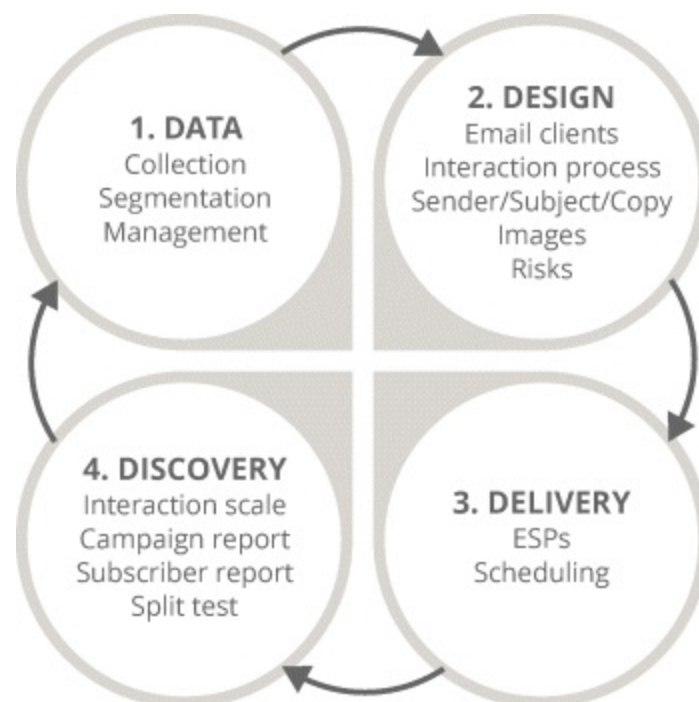 1. DATA
Collection
Segmentation
Management
2. DESIGN
Email clients
Interaction process
Sender/Subject/Copy
Images
Risks
3. DELIVERY
ESPs
Scheduling
4. DISCOVERY
Interaction scale
Campaign report
Subscriber report
Split test